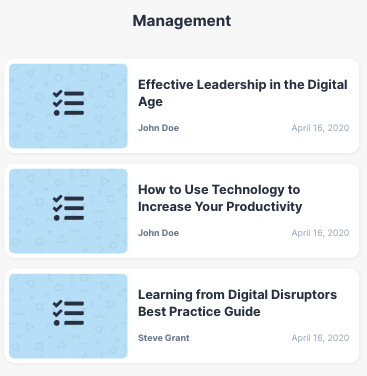 Management
Effective Leadership in the Digital
Age
John Doe
April 16, 2020
How to Use Technology to
Increase Your Productivity
John Doe
April 16, 2020
Learning from Digital Disruptors
Best Practice Guide
Steve Grant
April 16, 2020